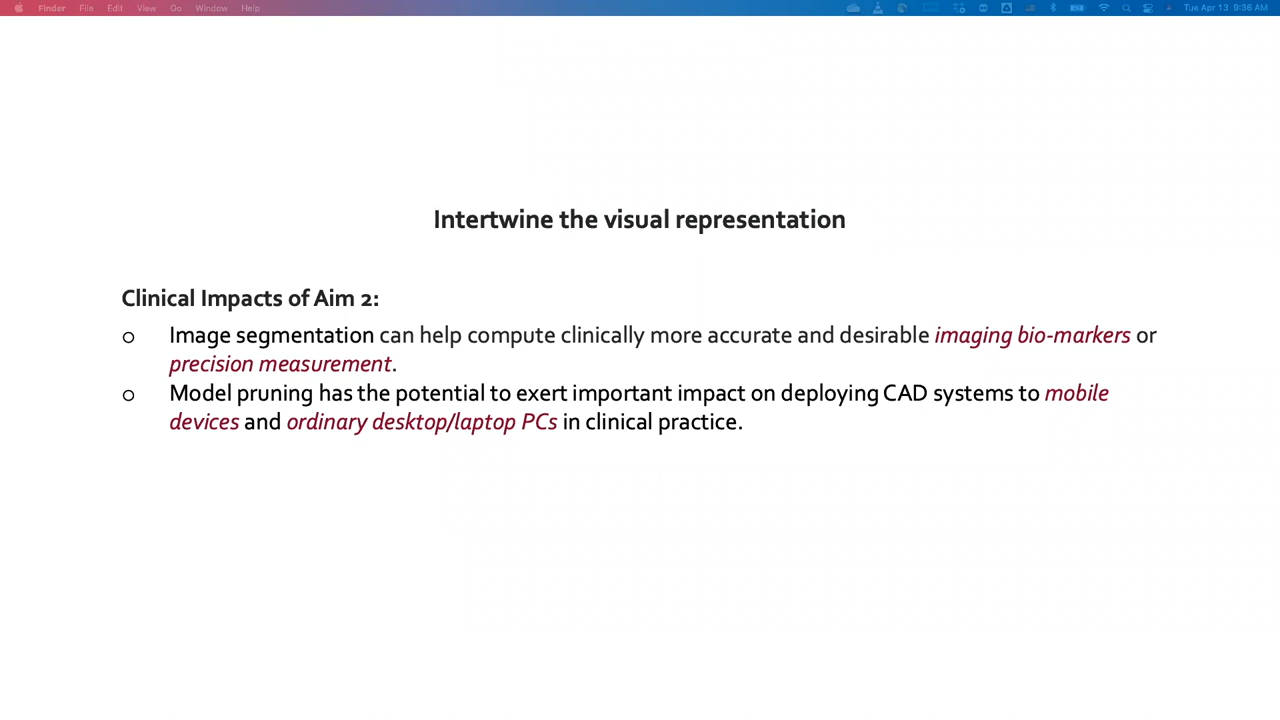 Finder File Edit View Go Window Help Tue Apr 13 9:36 AM
Intertwine the visual representation
Clinical Impacts of Aim 2:
o Image segmentation can help compute clinically more accurate and desirable imaging bio-markers or
precision measurement.
o Model pruning has the potential to exert important impact on deploying CAD systems to mobile
devices and ordinary desktop/laptop PCs in clinical practice.